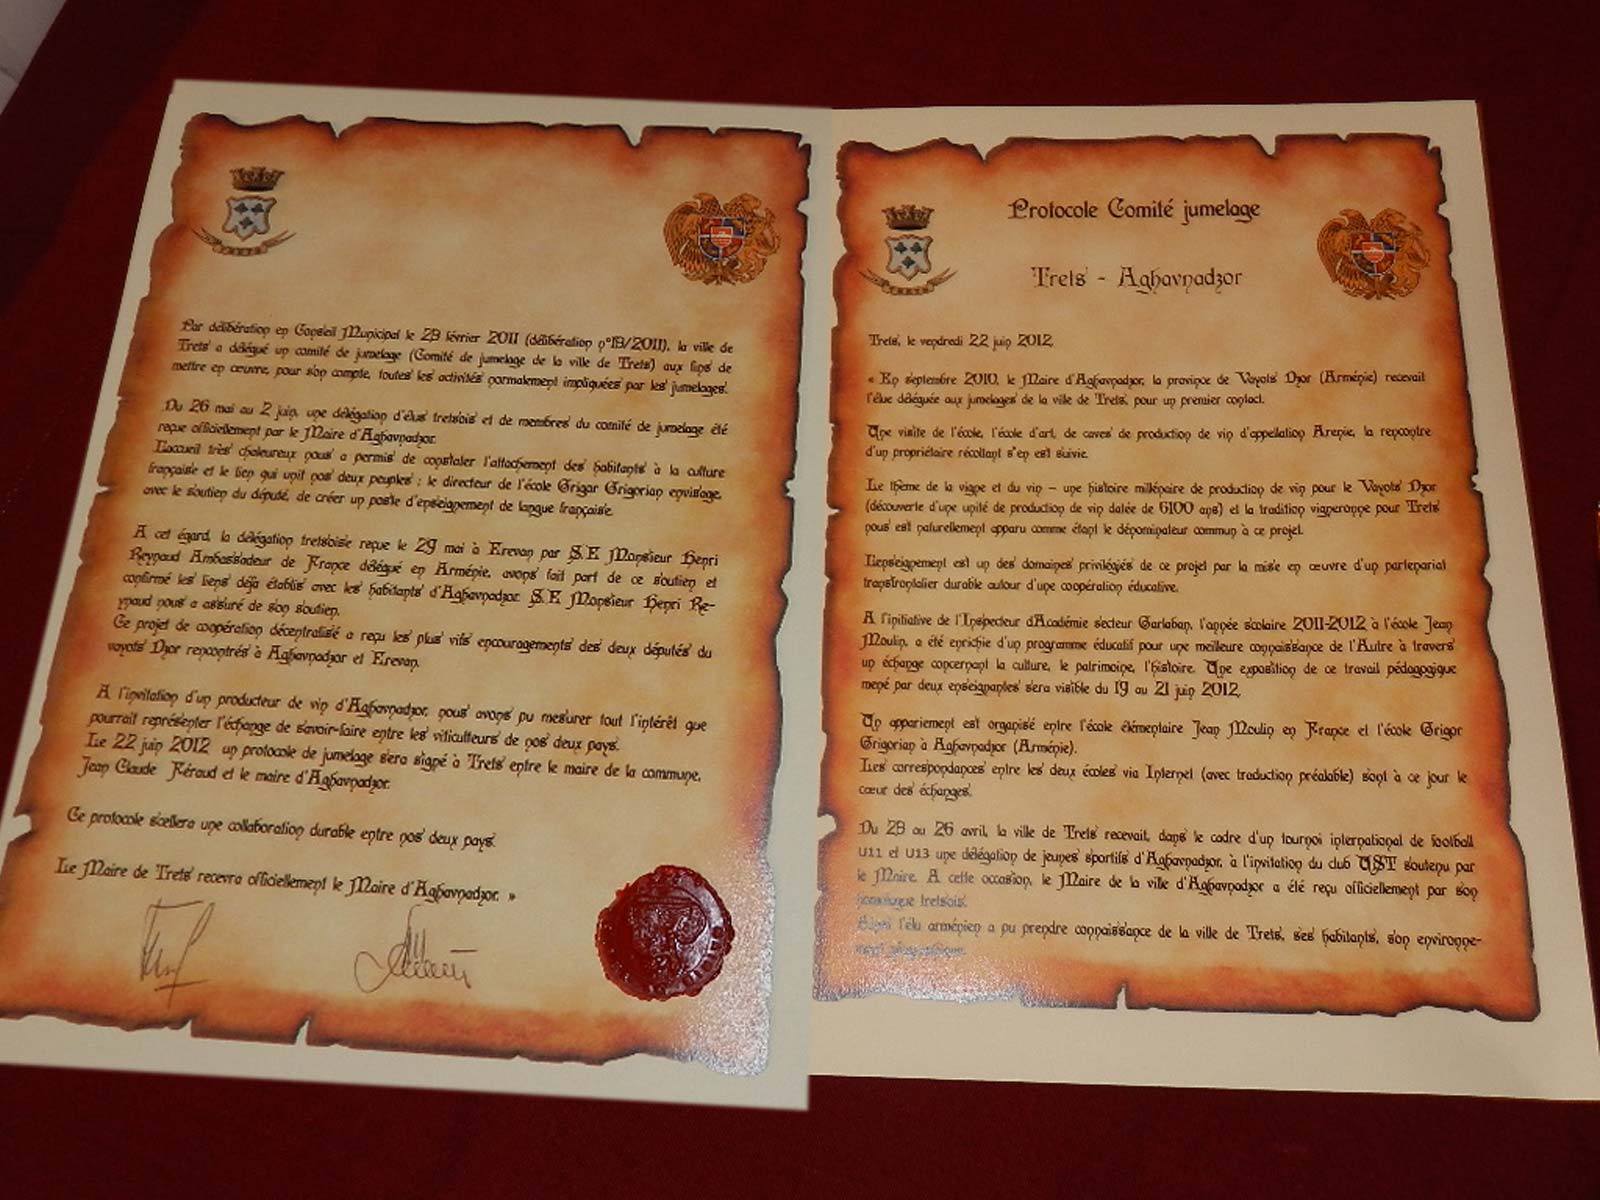 TRETS
Par délibération en Conseil Municipal le 23 février 2011 (délibération n°13/2011), la ville de
Trets a délégué un comité de jumelage (Comité de jumelage de la ville de Trets) aux fins de
mettre en œuvre, pour son compte, toutes les activités normalement impliquées par les jumelages.
Du 26 mai au 2 juin, une délégation d'élus tretsois et de membres du comité de jumelage été
reçue officiellement par le Maire d'Aghavnadzor.
L'accueil très chaleureux nous a permis de constater l'attachement des habitants à la culture
française et le lien qui unit nos deux peuples ; le directeur de l'école Grigor Grigorian envisage,
avec le soutien du député, de créer un poste d'enseignement de langue française.
A cet égard, la délégation tretsoise reçue le 29 mai à Erevan par S.E Monsieur Henri
Reynaud Ambassadeur de France délégué en Arménie, avons fait part de ce soutien et
confirmé les liens déjà établis avec les habitants d'Aghavnadzor. S.E Monsieur Henri Re-
ynaud nous a assuré de son soutien.
Ce projet de coopération décentralisé a reçu les plus vifs encouragements des deux députés du
vayots Dzor rencontrés à Aghavnadzor et Erevan.
A l'invitation d'un producteur de vin d'Aghavnadzor, nous avons pu mesurer tout l'intérêt que
pourrait représenter l'échange de savoir-faire entre les viticulteurs de nos deux pays.
Le 22 juin 2012 un protocole de jumelage sera signé à Trets entre le maire de la commune,
Jean Claude Féraud et le maire d'Aghavnadzor.
Ce protocole scellera une collaboration durable entre nos deux pays.
Le Maire de Trets recevra officiellement le Maire d'Aghavnadzor. »
Protocole Comité jumelage
TRETS
Trets - Aghavnadzor
Trets, le vendredi 22 juin 2012,
« En septembre 2010, le Maire d'Aghavnadzor, la province de Vayots Dzor (Arménie) recevait
l'élue déléguée aux jumelages de la ville de Trets, pour un premier contact.
Une visite de l'école, l'école d'art, de caves de production de vin d'appellation Arenie, la rencontre
d'un propriétaire récoltant s'en est suivie.
Le thème de la vigne et du vin – une histoire millénaire de production de vin pour le Vayots Dzor
(découverte d'une unité de production de vin datée de 6100 ans) et la tradition vigneronne pour Trets
nous est naturellement apparu comme étant le dénominateur commun à ce projet.
L'enseignement est un des domaines privilégiés de ce projet par la mise en œuvre d'un partenariat
transfrontalier durable autour d'une coopération éducative.
A l'initiative de l'Inspecteur d'Académie secteur Garlaban, l'année scolaire 2011-2012 à l'école Jean
Moulin, a été enrichie d'un programme éducatif pour une meilleure connaissance de l'Autre à travers
un échange concernant la culture, le patrimoine, l'histoire. Une exposition de ce travail pédagogique
mené par deux enseignantes sera visible du 19 au 21 juin 2012.
Un appariement est organisé entre l'école élémentaire Jean Moulin en France et l'école Grigor
Grigorian à Aghavnadzor (Arménie).
Les correspondances entre les deux écoles via Internet (avec traduction préalable) sont à ce jour le
cœur des échanges.
Du 23 au 26 avril, la ville de Trets recevait, dans le cadre d'un tournoi international de football
U11 et U13 une délégation de jeunes sportifs d'Aghavnadzor, à l'invitation du club UST soutenu par
le Maire. A cette occasion, le Maire de la ville d'Aghavnadzor a été reçu officiellement par son
homologue tretsois.
Ainsi l'élu arménien a pu prendre connaissance de la ville de Trets, ses habitants, son environne-